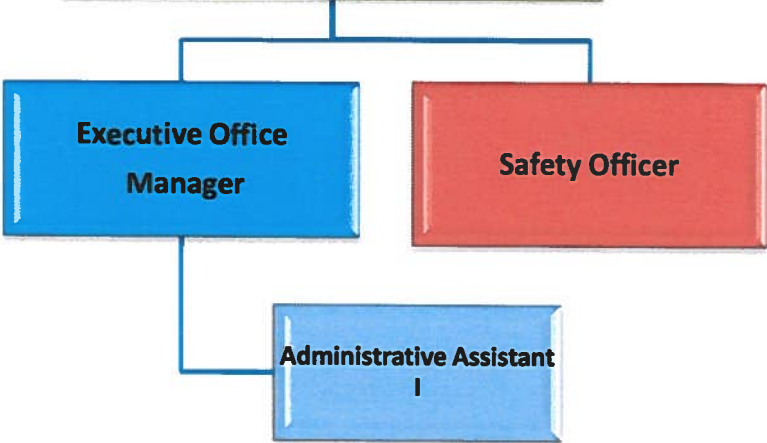 Executive Office
Manager
Safety Officer
Administrative Assistant
I